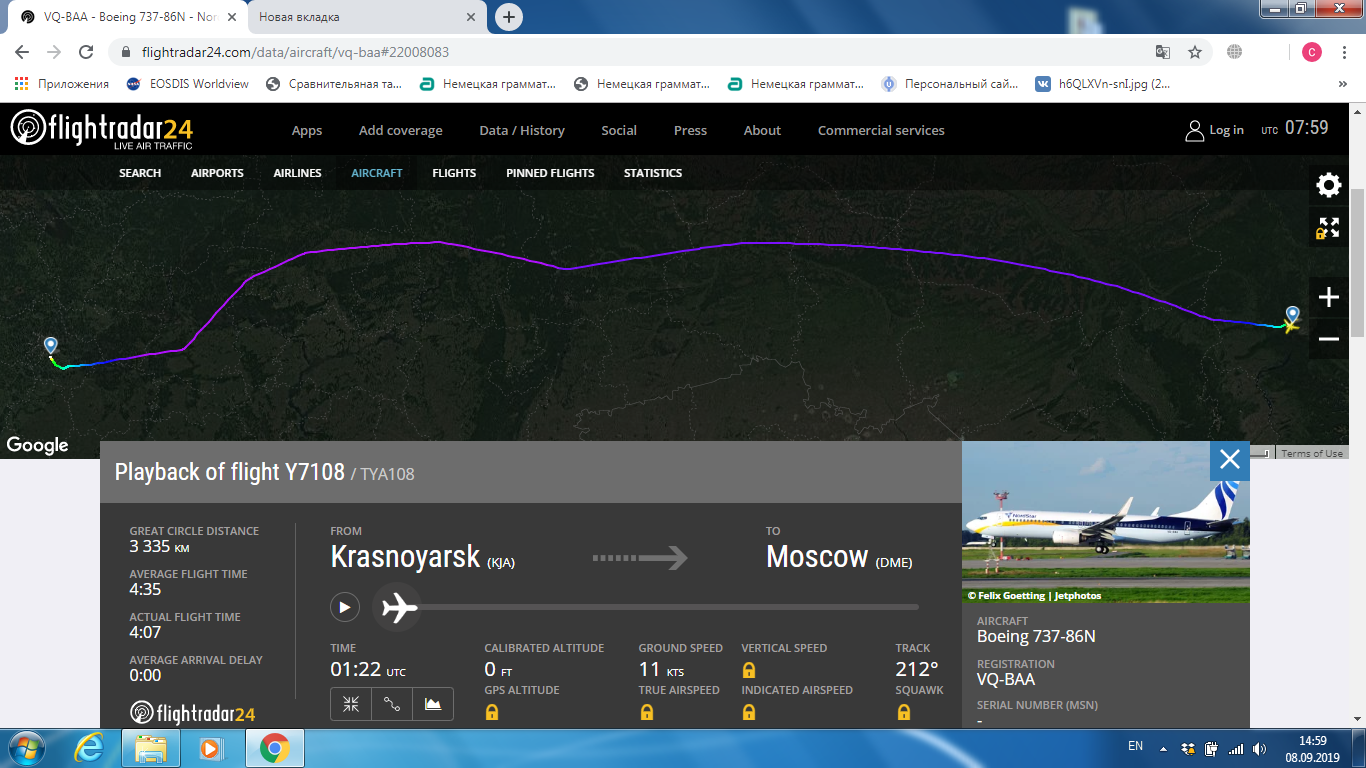 VQ-BAA - Boeing 737-86N - Nor
Новая вкладка
flightradar24.com/data/aircraft/vq-baa#22008083
С
Приложения
EOSDIS Worldview
Сравнительная та...
Немецкая граммат...
Немецкая граммат...
Немецкая граммат...
Персональный сай...
h6QLXVn-snI.jpg (2...
»
flightradar24
LIVE AIR TRAFFIC
Apps
Add coverage
Data / History
Social
Press
About
Commercial services
Log in
UTC 07:59
SEARCH
AIRPORTS
AIRLINES
AIRCRAFT
FLIGHTS
PINNED FLIGHTS
STATISTICS
Google
Terms of Use
Playback of flight Y7108 / TYA108
GREAT CIRCLE DISTANCE
3 335 KM
AVERAGE FLIGHT TIME
4:35
ACTUAL FLIGHT TIME
4:07
AVERAGE ARRIVAL DELAY
0:00
flightradar24
FROM
Krasnoyarsk (KJA)
TO
Moscow (DME)
TIME
01:22 UTC
CALIBRATED ALTITUDE
0 FT
GPS ALTITUDE
GROUND SPEED
11 KTS
TRUE AIRSPEED
VERTICAL SPEED
INDICATED AIRSPEED
TRACK
212°
SQUAWK
NordStar
© Felix Goetting | Jetphotos
AIRCRAFT
Boeing 737-86N
REGISTRATION
VQ-BAA
SERIAL NUMBER (MSN)
-
EN
14:59
08.09.2019